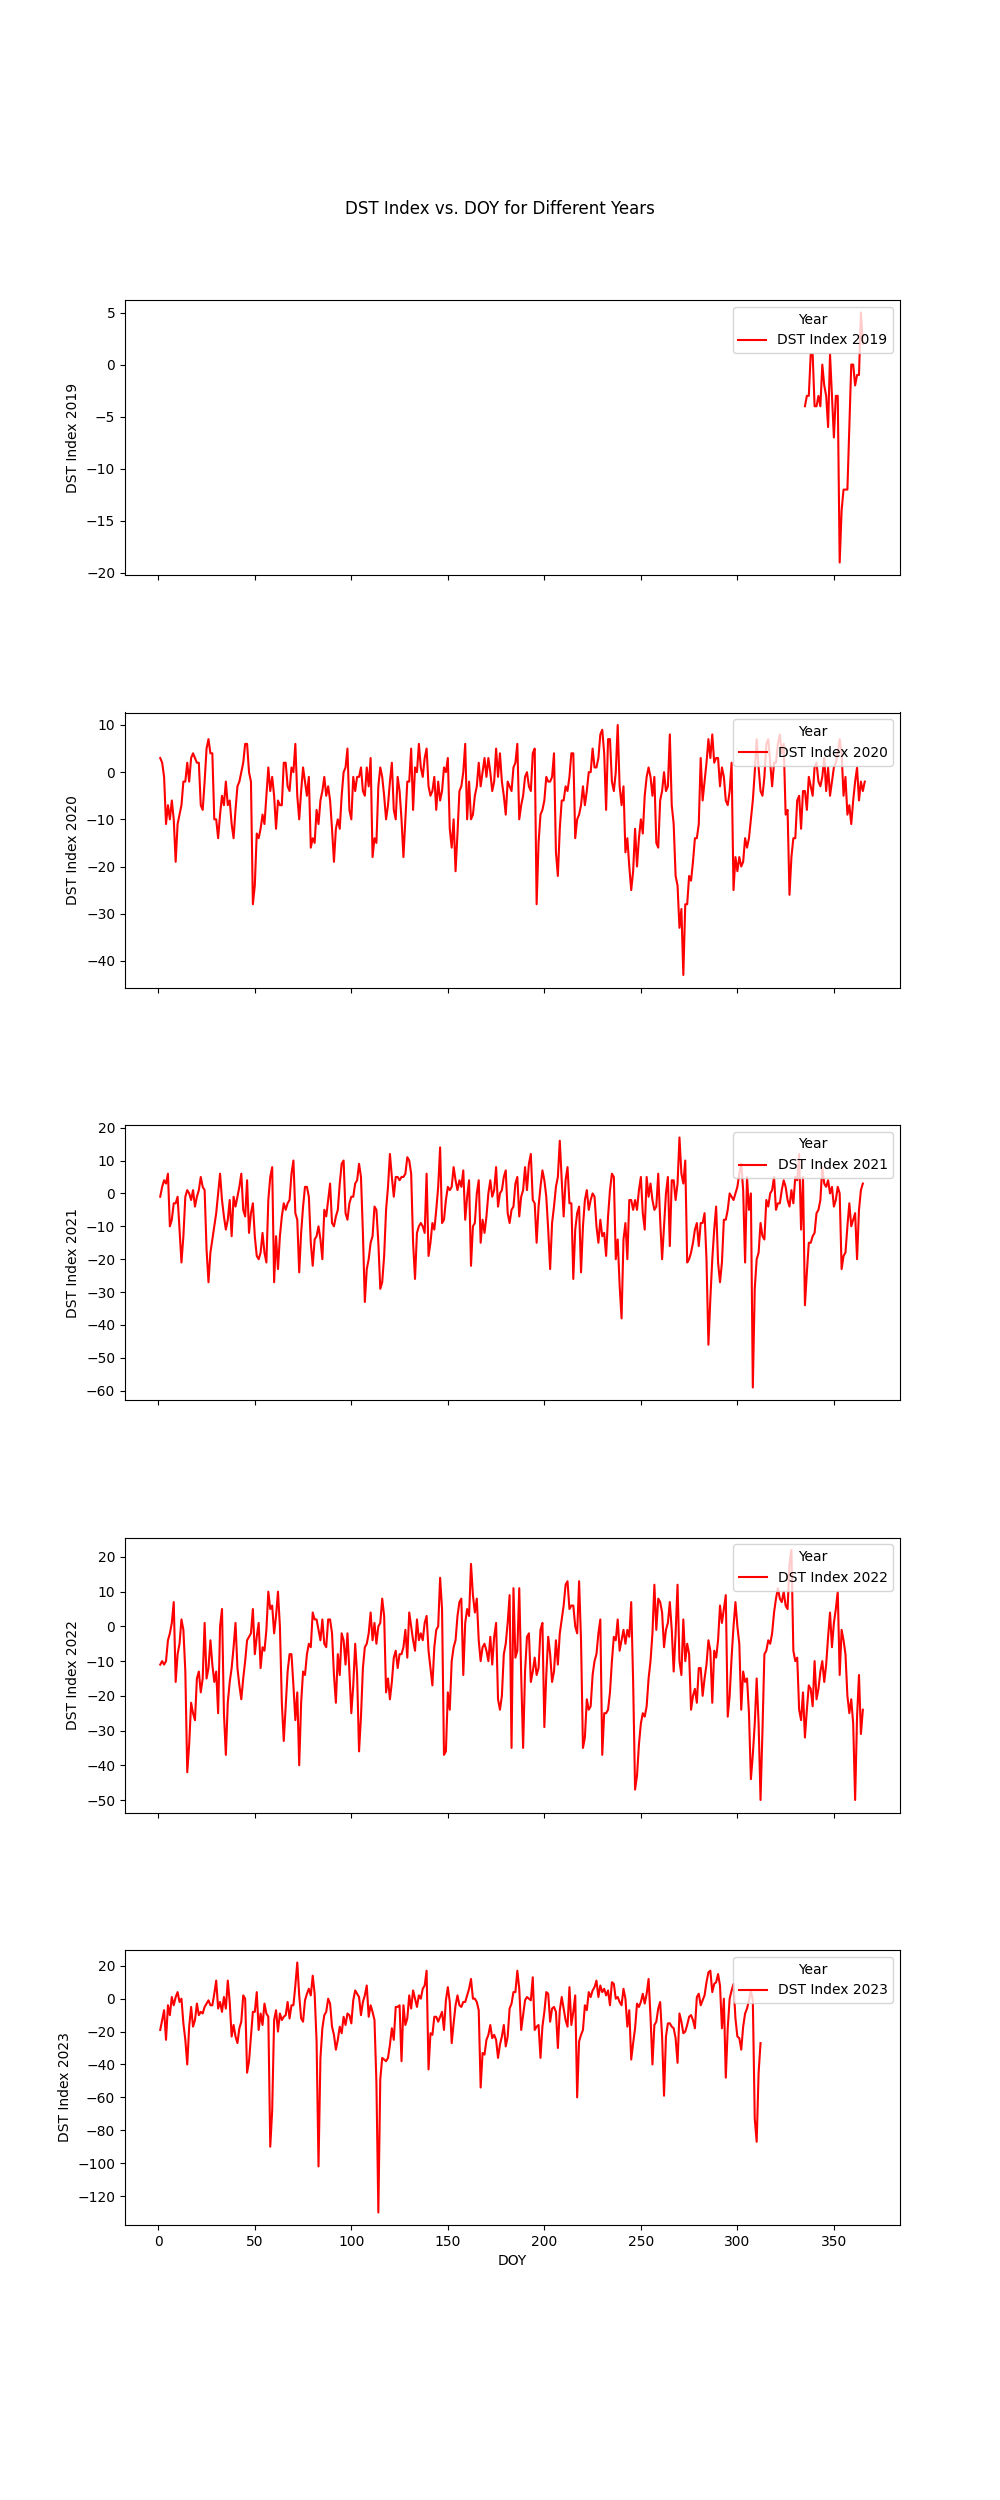 DST Index vs. DOY for Different Years
5
0
−5
−10
−15
−20
DST Index 2019
Year
DST Index 2019
10
0
−10
−20
−30
−40
DST Index 2020
Year
DST Index 2020
20
10
0
−10
−20
−30
−40
−50
−60
DST Index 2021
Year
DST Index 2021
20
10
0
−10
−20
−30
−40
−50
DST Index 2022
Year
DST Index 2022
20
0
−20
−40
−60
−80
−100
−120
DST Index 2023
Year
DST Index 2023
0 50 100 150 200 250 300 350
DOY